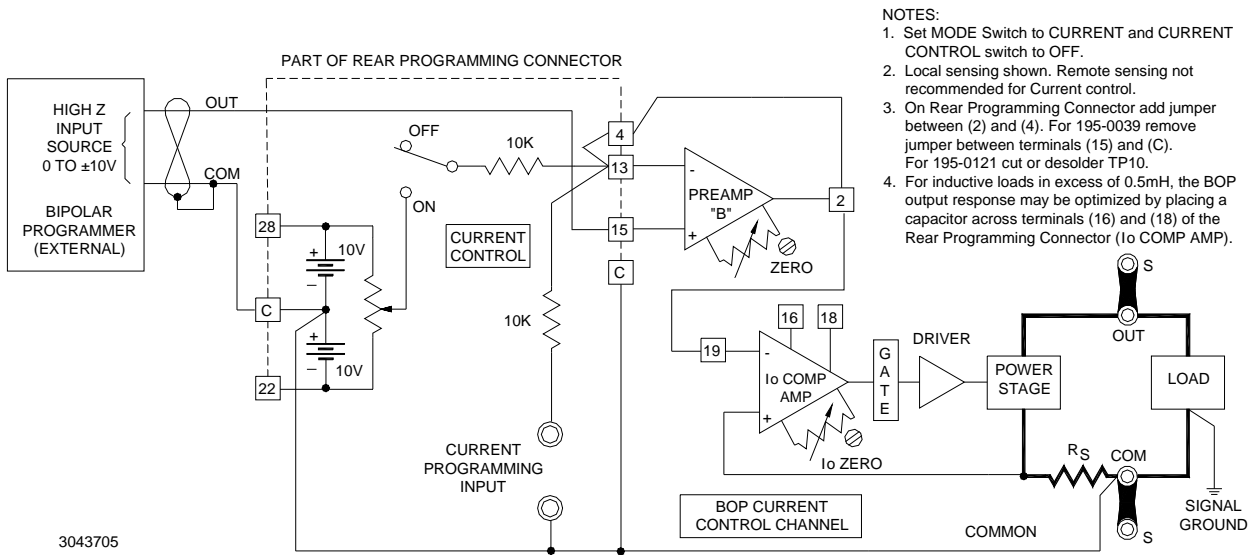 NOTES:
1. Set MODE Switch to CURRENT and CURRENT
CONTROL switch to OFF.
2. Local sensing shown. Remote sensing not
recommended for Current control.
3. On Rear Programming Connector add jumper
between (2) and (4). For 195-0039 remove
jumper between terminals (15) and (C).
For 195-0121 cut or desolder TP10.
4. For inductive loads in excess of 0.5mH, the BOP
output response may be optimized by placing a
capacitor across terminals (16) and (18) of the
Rear Programming Connector (Io COMP AMP).
PART OF REAR PROGRAMMING CONNECTOR
HIGH Z
INPUT
SOURCE
0 TO ±10V
BIPOLAR
PROGRAMMER
(EXTERNAL)
OUT
COM
OFF
ON
10K
4
13
15
C
-
+
PREAMP
"B"
ZERO
2
28
+
10V
–
C
+
10V
–
22
CURRENT
CONTROL
10K
CURRENT
PROGRAMMING
INPUT
19
16
18
-
+
Io COMP
AMP
Io ZERO
GATE
DRIVER
POWER
STAGE
S
OUT
LOAD
RS
COM
S
SIGNAL
GROUND
BOP CURRENT
CONTROL CHANNEL
COMMON
3043705